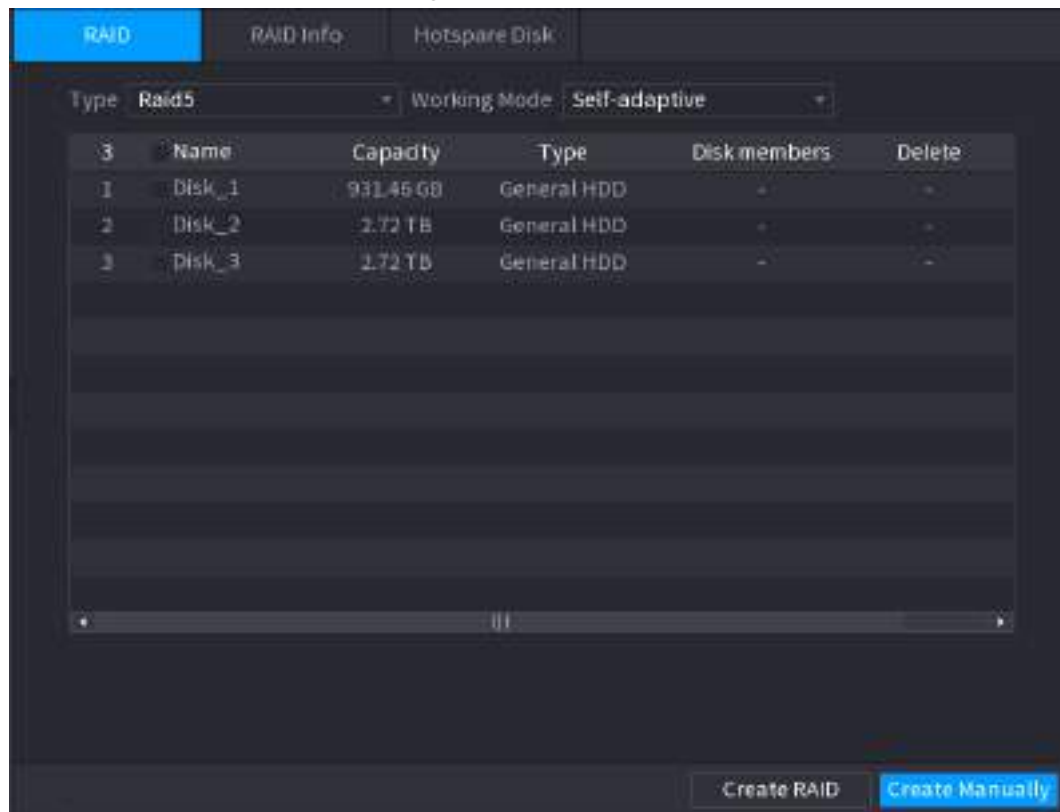 RAID RAID Info Hotspare Disk
Type Raid5 Working Mode Self-adaptive
3 Name Capacity Type Disk members Delete
1 Disk_1 931.46 GB General HDD - -
2 Disk_2 2.72 TB General HDD - -
3 Disk_3 2.72 TB General HDD - -
Create RAID Create Manually